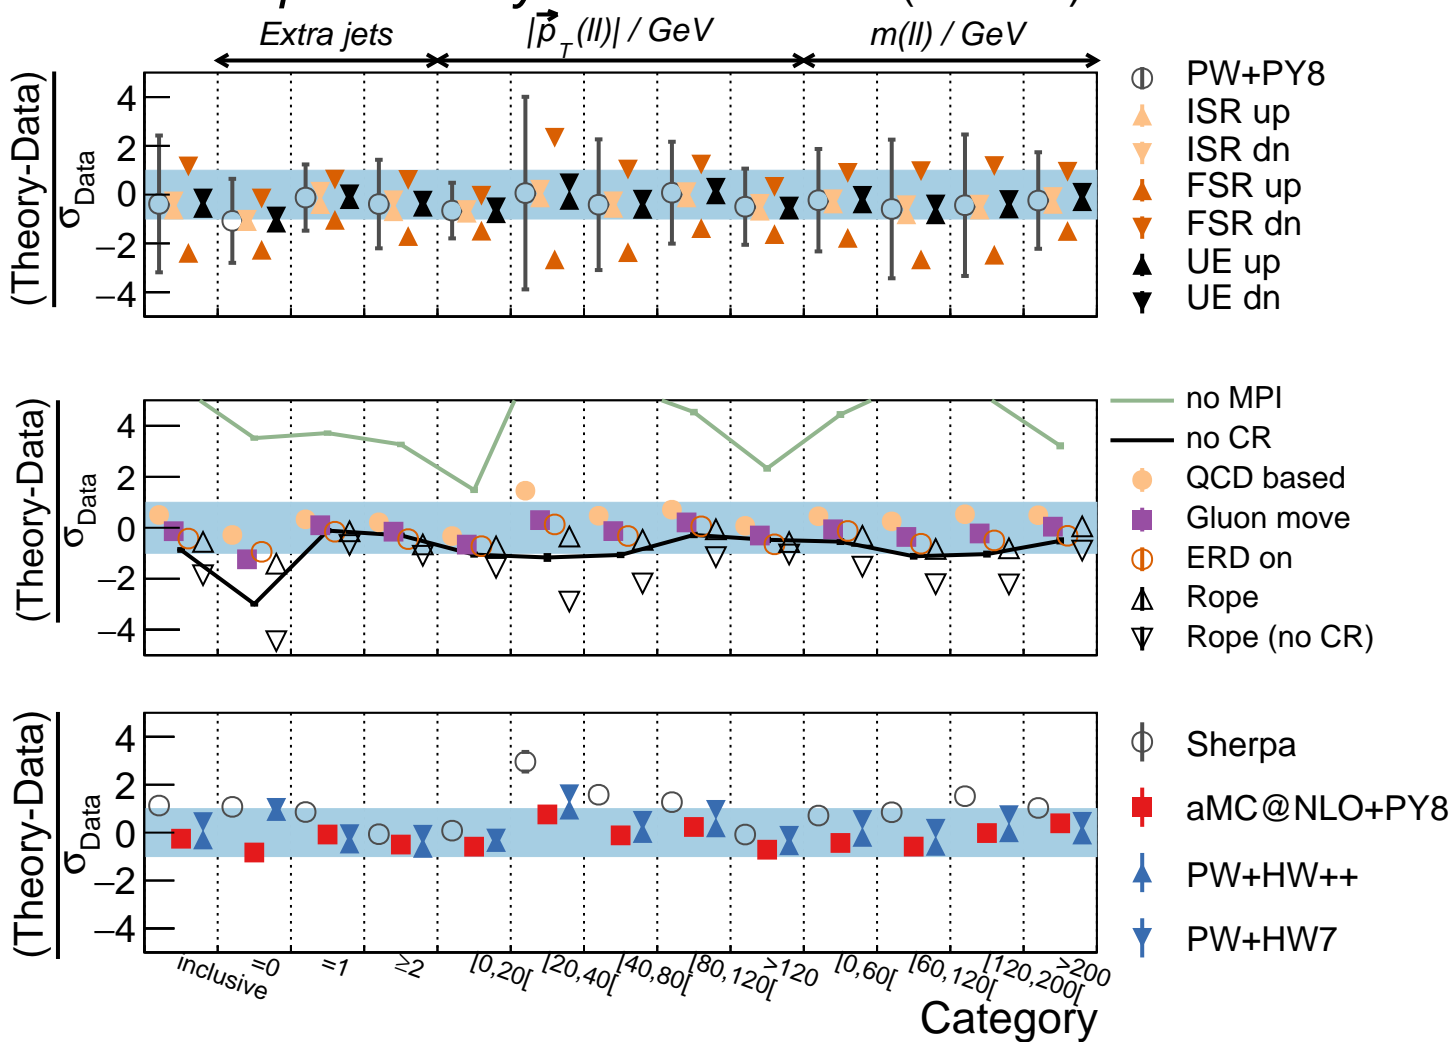 Extra jets
|p⃗_T(ll)| / GeV
m(ll) / GeV
(Theory-Data)
σ_Data
4
2
0
−2
−4
PW+PY8
ISR up
ISR dn
FSR up
FSR dn
UE up
UE dn
(Theory-Data)
σ_Data
4
2
0
−2
−4
no MPI
no CR
QCD based
Gluon move
ERD on
Rope
Rope (no CR)
(Theory-Data)
σ_Data
4
2
0
−2
−4
Sherpa
aMC@NLO+PY8
PW+HW++
PW+HW7
inclusive
=0
=1
≥2
[0,20[
[20,40[
[40,80[
[80,120[
>120
[0,60[
[60,120[
[120,200[
>200
Category